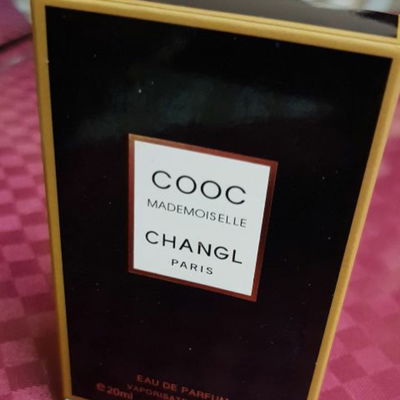 COOC
MADEMOISELLE
CHANGL
PARIS
EAU DE PARFUM
℮20ml